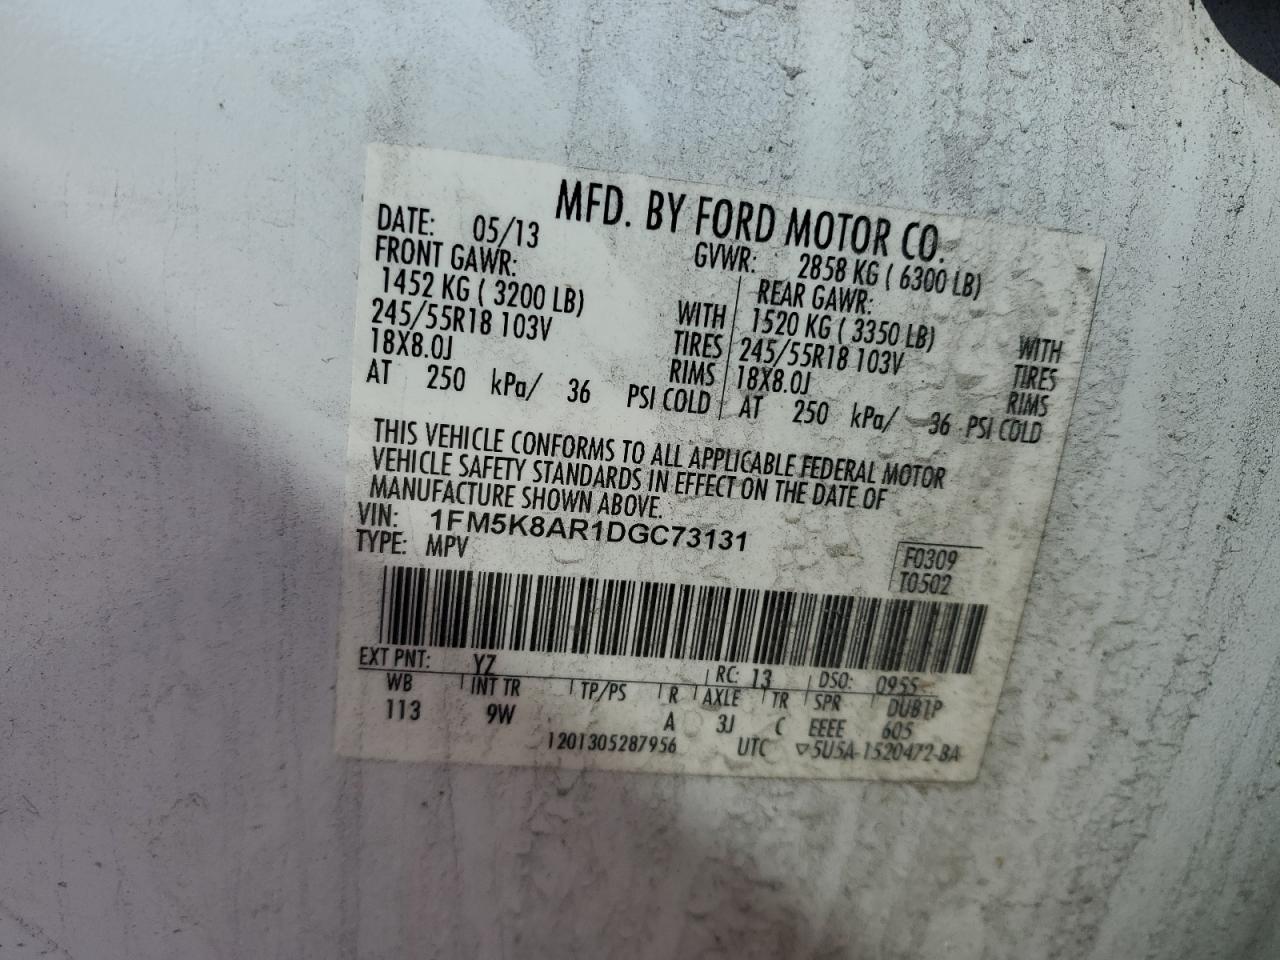 MFD. BY FORD MOTOR CO.
DATE: 05/13 GVWR: 2858 KG ( 6300 LB)
FRONT GAWR: REAR GAWR:
1452 KG ( 3200 LB) WITH 1520 KG ( 3350 LB) WITH
245/55R18 103V TIRES 245/55R18 103V TIRES
18X8.0J RIMS 18X8.0J RIMS
AT 250 kPa/ 36 PSI COLD AT 250 kPa/ 36 PSI COLD
THIS VEHICLE CONFORMS TO ALL APPLICABLE FEDERAL MOTOR
VEHICLE SAFETY STANDARDS IN EFFECT ON THE DATE OF
MANUFACTURE SHOWN ABOVE.
VIN: 1FM5K8AR1DGC73131
TYPE: MPV F0309
T0502
EXT PNT: YZ RC: 13 DSO: 0955
WB INT TR TP/PS R AXLE TR SPR DUB1P
113 9W A 3J C EEEE 605
1201305287956 UTC ▽5U5A-1520472-BA